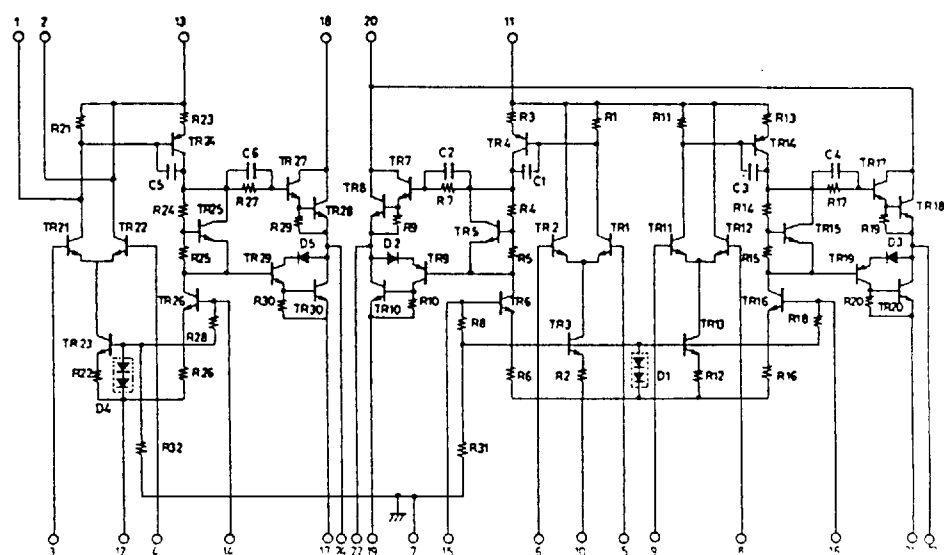 1 2 13 18 20 11
R21 R23 R3 R1 R11 R13
TR24 TR4 TR14
C5 C6 TR27 TR7 C2 C1 C3 C4 TR17
R27 TR8 R7 R17 TR18
R24 TR25 TR28 R4 R14
R29 R9 TR5 R19
TR21 TR22 D5 D2 TR2 TR1 TR11 TR12 TR15 D3
R25 TR29 TR9 R5 R15 TR19
TR26 R30 TR30 TR10 R10 TR6 TR16 R20 TR20
R28 R8 TR3 TR13 R18
TR23
R22 R26 R6 R2 D1 R12 R16
D4
R32 R31
3 12 4 14 17 22 19 7 15 6 10 5 9 8 16